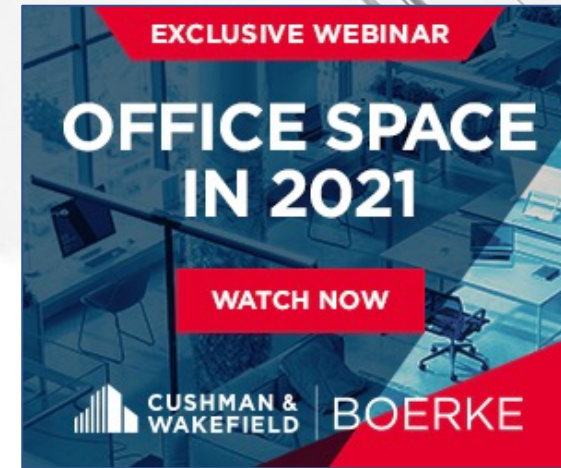 EXCLUSIVE WEBINAR
OFFICE SPACE
IN 2021
WATCH NOW
CUSHMAN &
WAKEFIELD
BOERKE